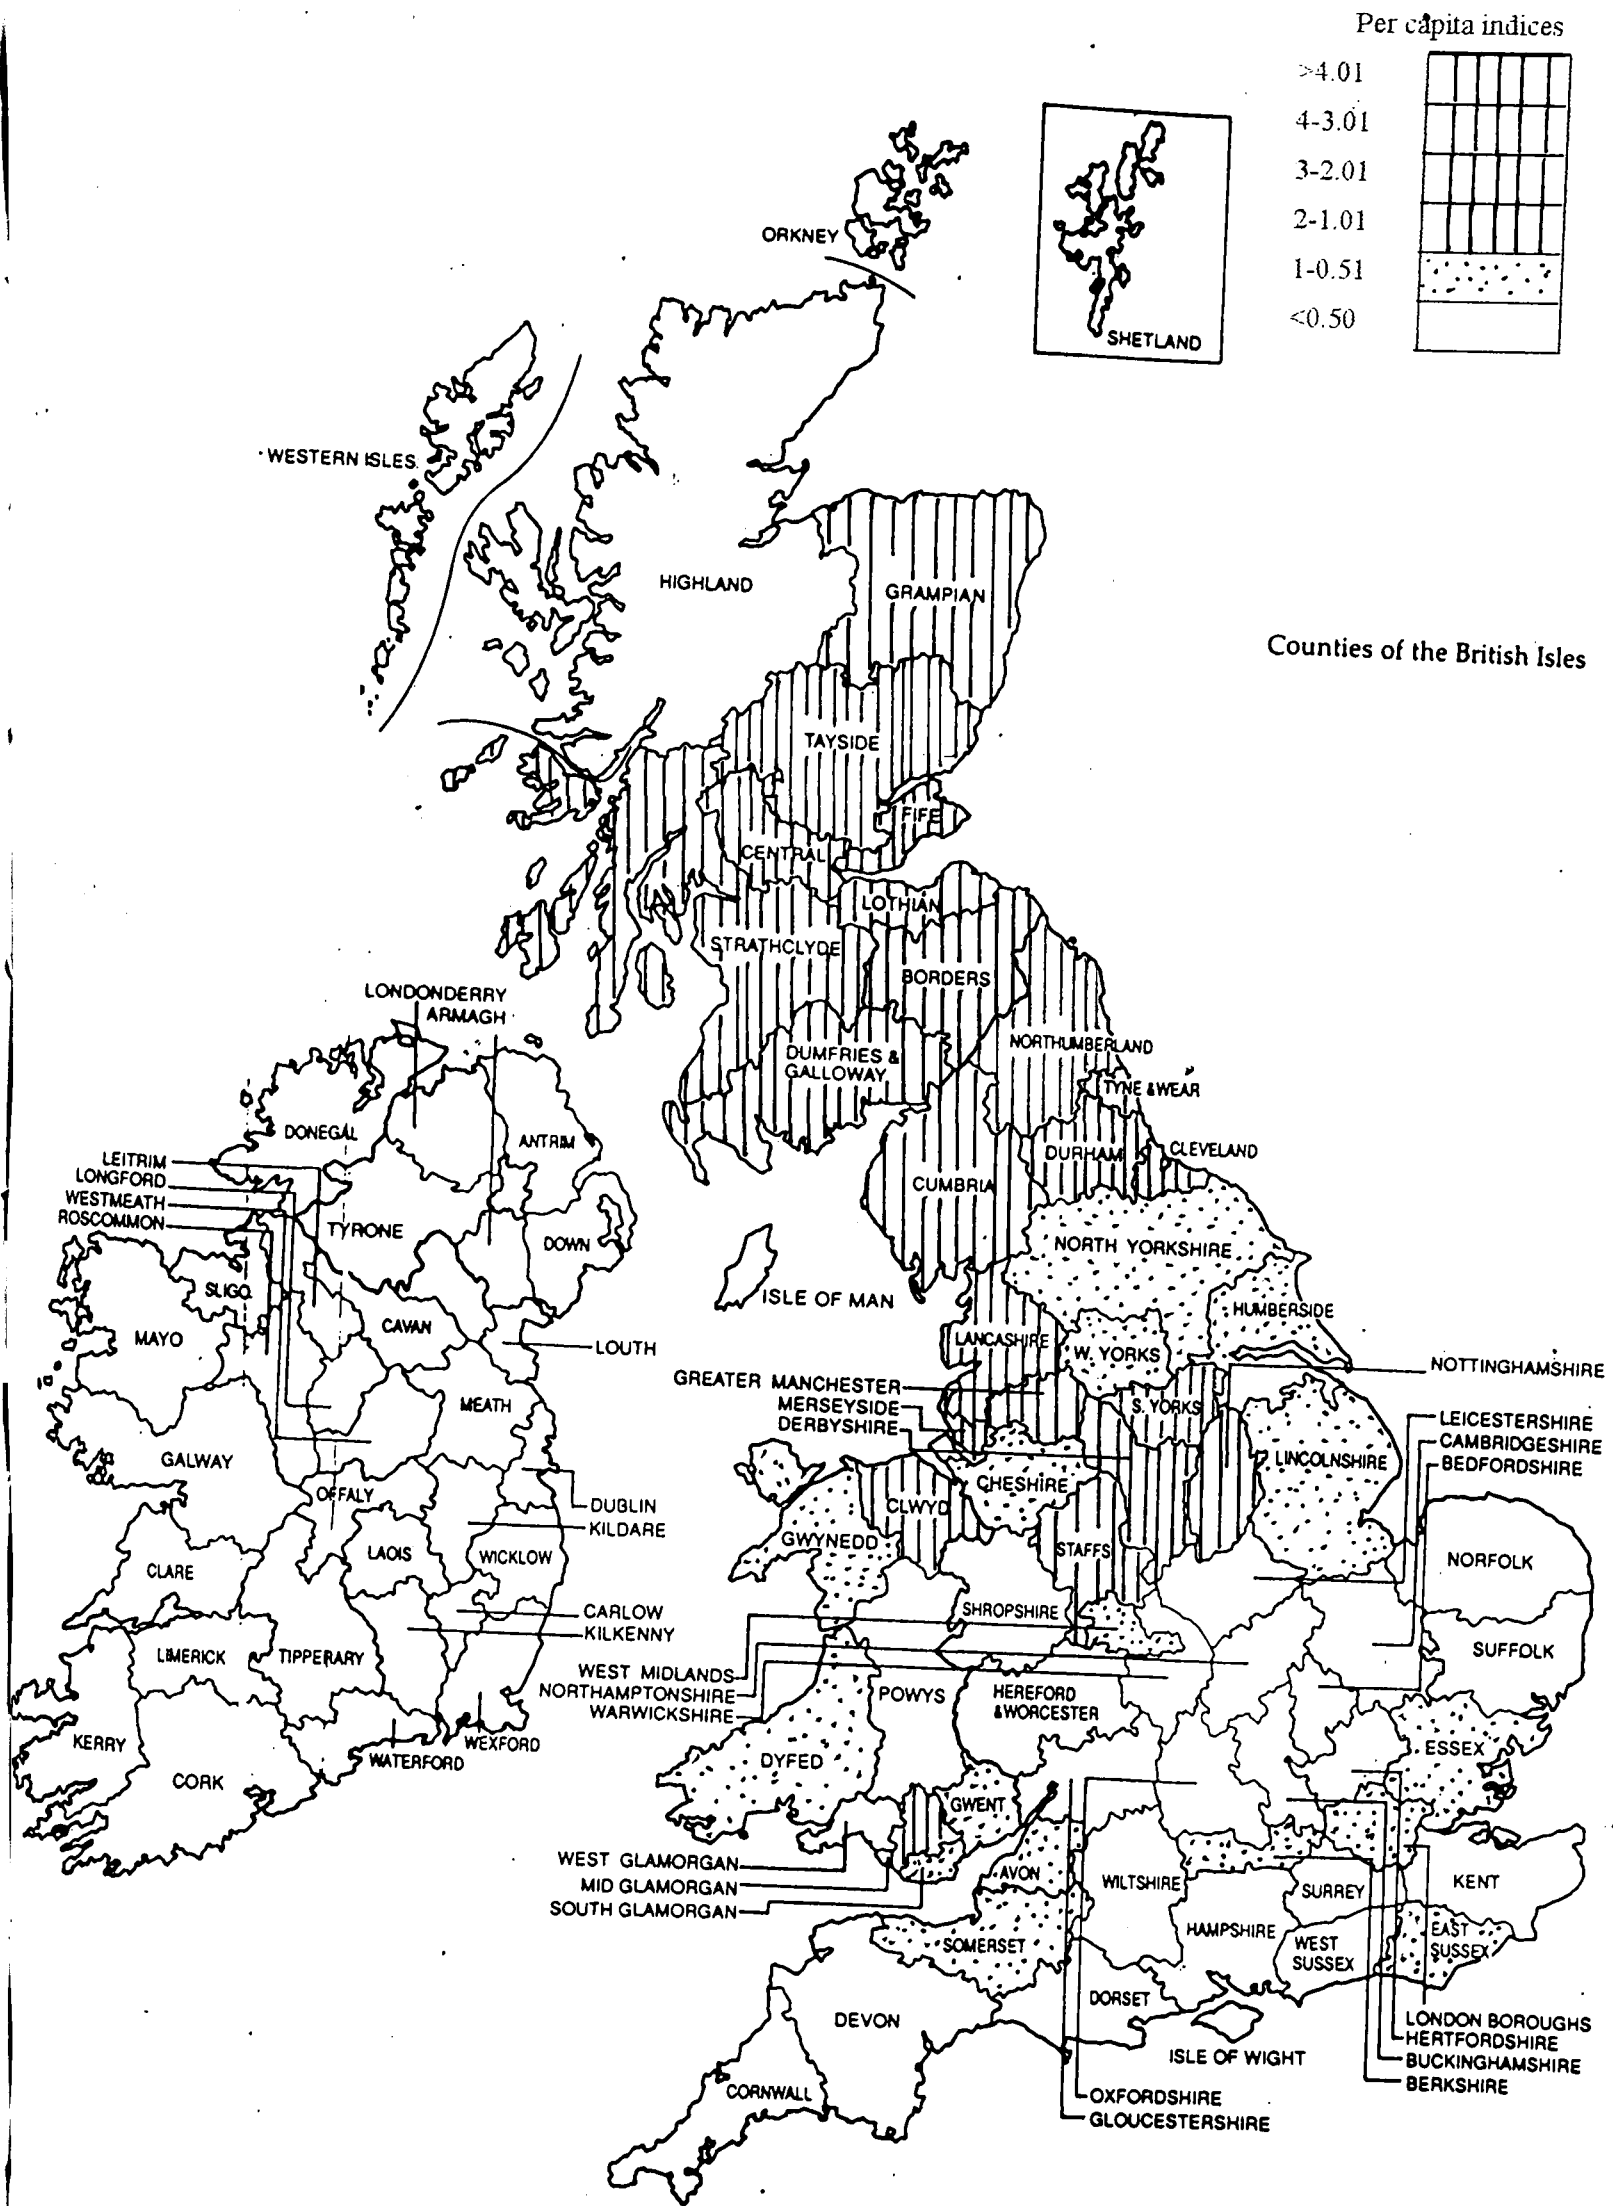 Per capita indices
>4.01
4-3.01
3-2.01
2-1.01
1-0.51
<0.50
ORKNEY
SHETLAND
WESTERN ISLES
HIGHLAND
GRAMPIAN
Counties of the British Isles
TAYSIDE
FIFE
CENTRAL
LOTHIAN
STRATHCLYDE
BORDERS
LONDONDERRY
ARMAGH
DUMFRIES &
GALLOWAY
NORTHUMBERLAND
TYNE & WEAR
DONEGAL
ANTRIM
DURHAM
CLEVELAND
LEITRIM
LONGFORD
WESTMEATH
ROSCOMMON
CUMBRIA
TYRONE
DOWN
NORTH YORKSHIRE
SLIGO
ISLE OF MAN
HUMBERSIDE
MAYO
CAVAN
LOUTH
LANCASHIRE
W. YORKS
NOTTINGHAMSHIRE
GREATER MANCHESTER
MERSEYSIDE
DERBYSHIRE
MEATH
S. YORKS
LEICESTERSHIRE
CAMBRIDGESHIRE
BEDFORDSHIRE
GALWAY
LINCOLNSHIRE
OFFALY
DUBLIN
KILDARE
CLWYD
CHESHIRE
GWYNEDD
STAFFS
LAOIS
WICKLOW
NORFOLK
CLARE
CARLOW
KILKENNY
SHROPSHIRE
LIMERICK
TIPPERARY
SUFFOLK
WEST MIDLANDS
NORTHAMPTONSHIRE
WARWICKSHIRE
POWYS
HEREFORD
& WORCESTER
KERRY
WATERFORD
WEXFORD
CORK
DYFED
ESSEX
GWENT
WEST GLAMORGAN
MID GLAMORGAN
SOUTH GLAMORGAN
AVON
WILTSHIRE
SURREY
KENT
SOMERSET
HAMPSHIRE
WEST
SUSSEX
EAST
SUSSEX
DEVON
DORSET
LONDON BOROUGHS
HERTFORDSHIRE
BUCKINGHAMSHIRE
BERKSHIRE
ISLE OF WIGHT
CORNWALL
OXFORDSHIRE
GLOUCESTERSHIRE